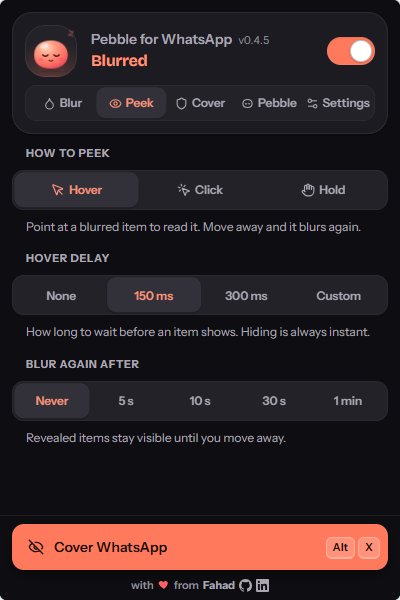 Pebble for WhatsApp v0.4.5
Blurred
Blur Peek Cover Pebble Settings
HOW TO PEEK
Hover Click Hold
Point at a blurred item to read it. Move away and it blurs again.
HOVER DELAY
None 150 ms 300 ms Custom
How long to wait before an item shows. Hiding is always instant.
BLUR AGAIN AFTER
Never 5 s 10 s 30 s 1 min
Revealed items stay visible until you move away.
Cover WhatsApp Alt X
with from Fahad